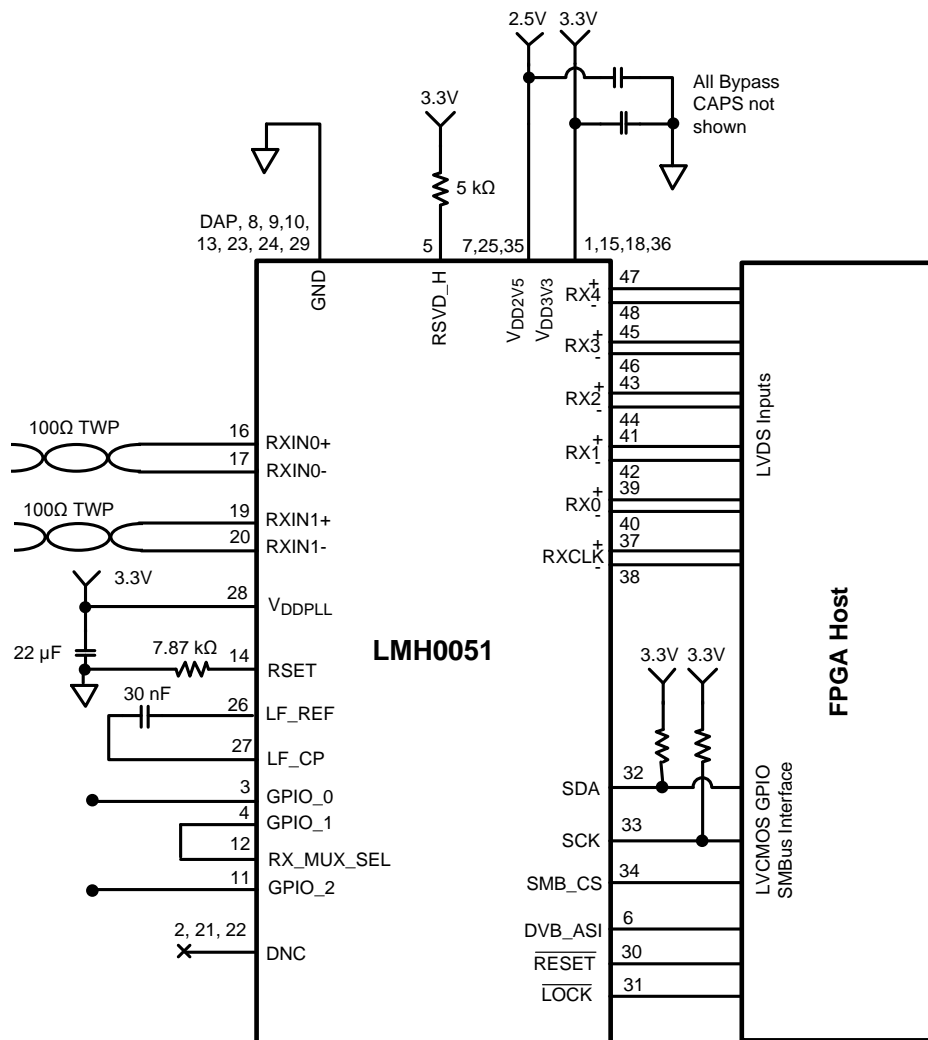 2.5V 3.3V
All Bypass
CAPS not
shown
3.3V
5 kΩ
DAP, 8, 9,10,
13, 23, 24, 29
5
7,25,35
1,15,18,36
GND
RSVD_H
VDD2V5
VDD3V3
RX4 + 47
- 48
RX3 + 45
- 46
RX2 + 43
- 44
RX1 + 41
- 42
RX0 + 39
- 40
RXCLK + 37
- 38
LVDS Inputs
100Ω TWP
16 RXIN0+
17 RXIN0-
100Ω TWP
19 RXIN1+
20 RXIN1-
3.3V
28 VDDPLL
22 µF
7.87 kΩ
14 RSET
30 nF
26 LF_REF
27 LF_CP
3 GPIO_0
4 GPIO_1
12 RX_MUX_SEL
11 GPIO_2
2, 21, 22 DNC
LMH0051
3.3V 3.3V
SDA 32
SCK 33
SMB_CS 34
DVB_ASI 6
RESET 30
LOCK 31
LVCMOS GPIO
SMBus Interface
FPGA Host